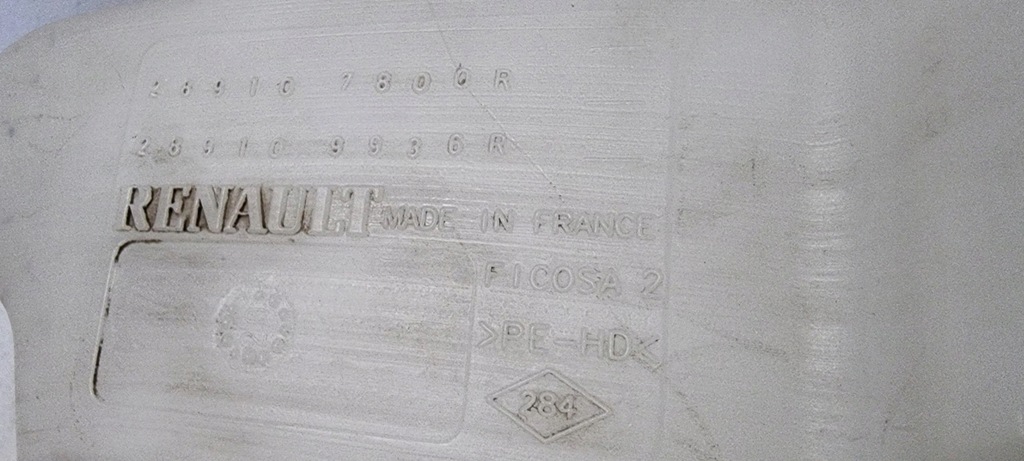 28910 7800R
28910 9936R
RENAULT MADE IN FRANCE
FICOSA 2
>PE-HD<
284